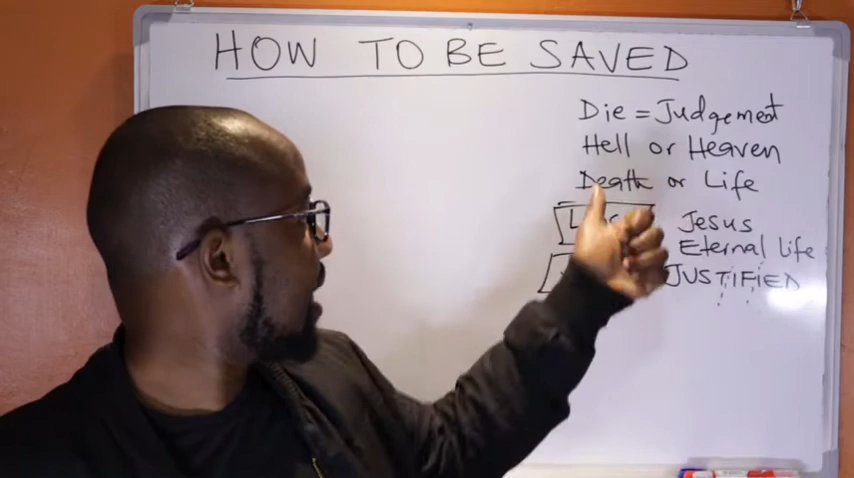 HOW TO BE SAVED
Die = Judgement
Hell or Heaven
Death or Life
Jesus
Eternal Life
JUSTIFIED